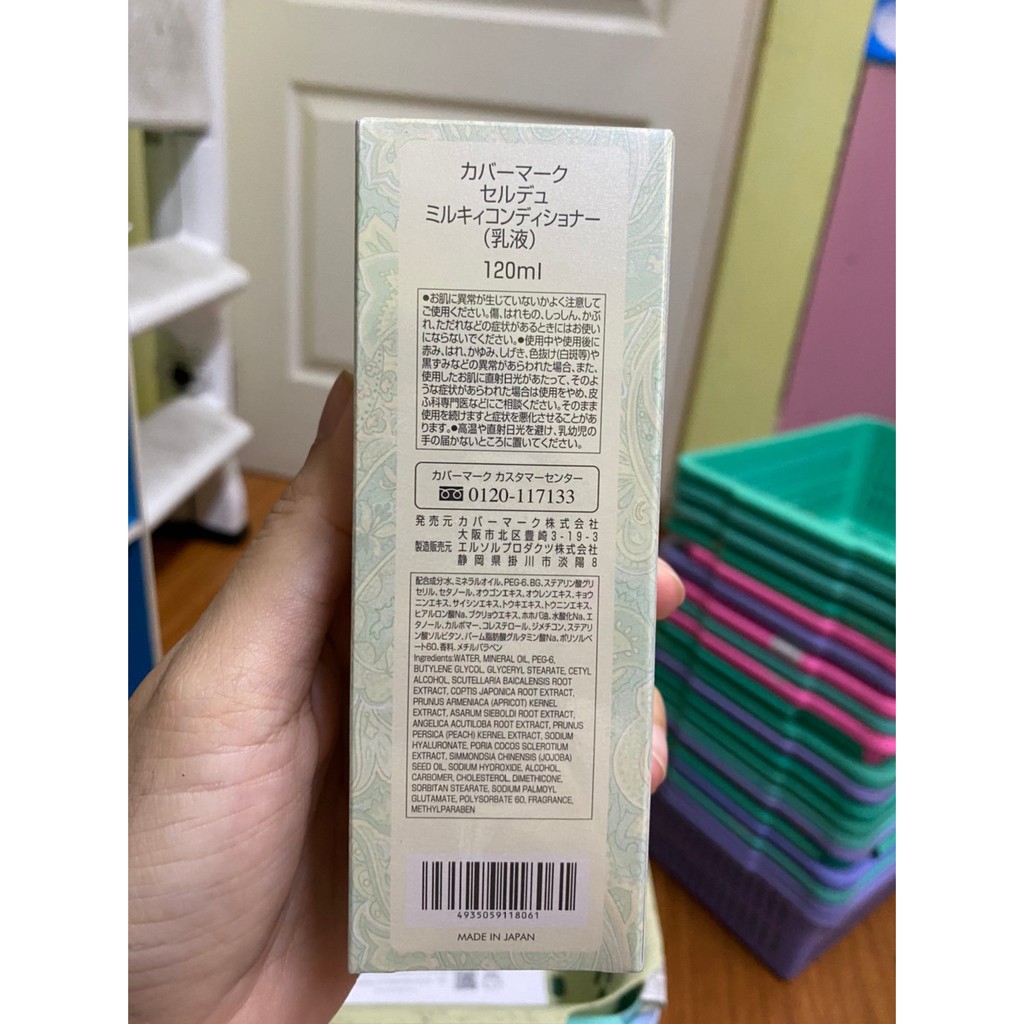 カバーマーク
セルデュ
ミルキィコンディショナー
(乳液)
120ml
●お肌に異常が生じていないかよく注意して
ご使用ください。傷、はれもの、しっしん、かぶ
れ、ただれなどの症状があるときにはお使い
にならないでください。●使用中や使用後に
赤み、はれ、かゆみ、しげき、色抜け(白斑等)や
黒ずみなどの異常があらわれた場合、また、
使用したお肌に直射日光があたって、そのよ
うな症状があらわれた場合は使用をやめ、皮
ふ科専門医などにご相談ください。そのまま
使用を続けますと症状を悪化させることがあ
ります。●高温や直射日光を避け、乳幼児の
手の届かないところに置いてください。
カバーマーク カスタマーセンター
0120-117133
発売元 カバーマーク株式会社
大阪市北区豊崎3-19-3
製造販売元 エルソルプロダクツ株式会社
静岡県掛川市淡陽8
配合成分:水、ミネラルオイル、PEG-6、BG、ステアリン酸グリ
セリル、セタノール、オウゴンエキス、オウレンエキス、キョウ
ニンエキス、サイシンエキス、トウキエキス、トウニンエキス、
ヒアルロン酸Na、ブクリョウエキス、ホホバ油、水酸化Na、エ
タノール、カルボマー、コレステロール、ジメチコン、ステアリ
ン酸ソルビタン、パーム脂肪酸グルタミン酸Na、ポリソルベ
ート60、香料、メチルパラベン
Ingredients:WATER, MINERAL OIL, PEG-6,
BUTYLENE GLYCOL, GLYCERYL STEARATE, CETYL
ALCOHOL, SCUTELLARIA BAICALENSIS ROOT
EXTRACT, COPTIS JAPONICA ROOT EXTRACT,
PRUNUS ARMENIACA (APRICOT) KERNEL
EXTRACT, ASARUM SIEBOLDI ROOT EXTRACT,
ANGELICA ACUTILOBA ROOT EXTRACT, PRUNUS
PERSICA (PEACH) KERNEL EXTRACT, SODIUM
HYALURONATE, PORIA COCOS SCLEROTIUM
EXTRACT, SIMMONDSIA CHINENSIS (JOJOBA)
SEED OIL, SODIUM HYDROXIDE, ALCOHOL,
CARBOMER, CHOLESTEROL, DIMETHICONE,
SORBITAN STEARATE, SODIUM PALMOYL
GLUTAMATE, POLYSORBATE 60, FRAGRANCE,
METHYLPARABEN
4935059118061
MADE IN JAPAN